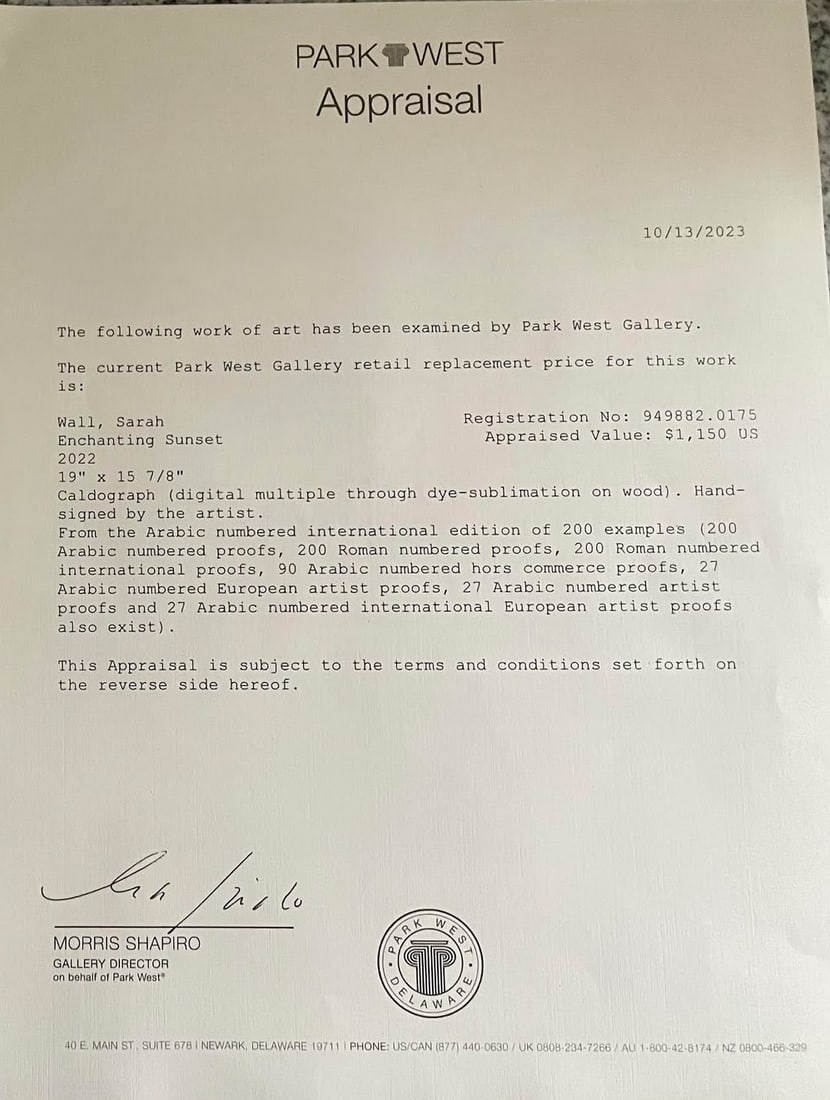 PARK WEST
Appraisal
10/13/2023
The following work of art has been examined by Park West Gallery.
The current Park West Gallery retail replacement price for this work
is:
Wall, Sarah
Registration No: 949882.0175
Enchanting Sunset
Appraised Value: $1,150 US
2022
19" x 15 7/8"
Caldograph (digital multiple through dye-sublimation on wood). Hand-
signed by the artist.
From the Arabic numbered international edition of 200 examples (200
Arabic numbered proofs, 200 Roman numbered proofs, 200 Roman numbered
international proofs, 90 Arabic numbered hors commerce proofs, 27
Arabic numbered European artist proofs, 27 Arabic numbered artist
proofs and 27 Arabic numbered international European artist proofs
also exist).
This Appraisal is subject to the terms and conditions set forth on
the reverse side hereof.
MORRIS SHAPIRO
GALLERY DIRECTOR
on behalf of Park West®
PARK WEST
DELAWARE
40 E. MAIN ST., SUITE 678 | NEWARK, DELAWARE 19711 | PHONE: US/CAN (877) 440-0630 / UK 0808-234-7266 / AU 1-800-42-8174 / NZ 0800-466-329